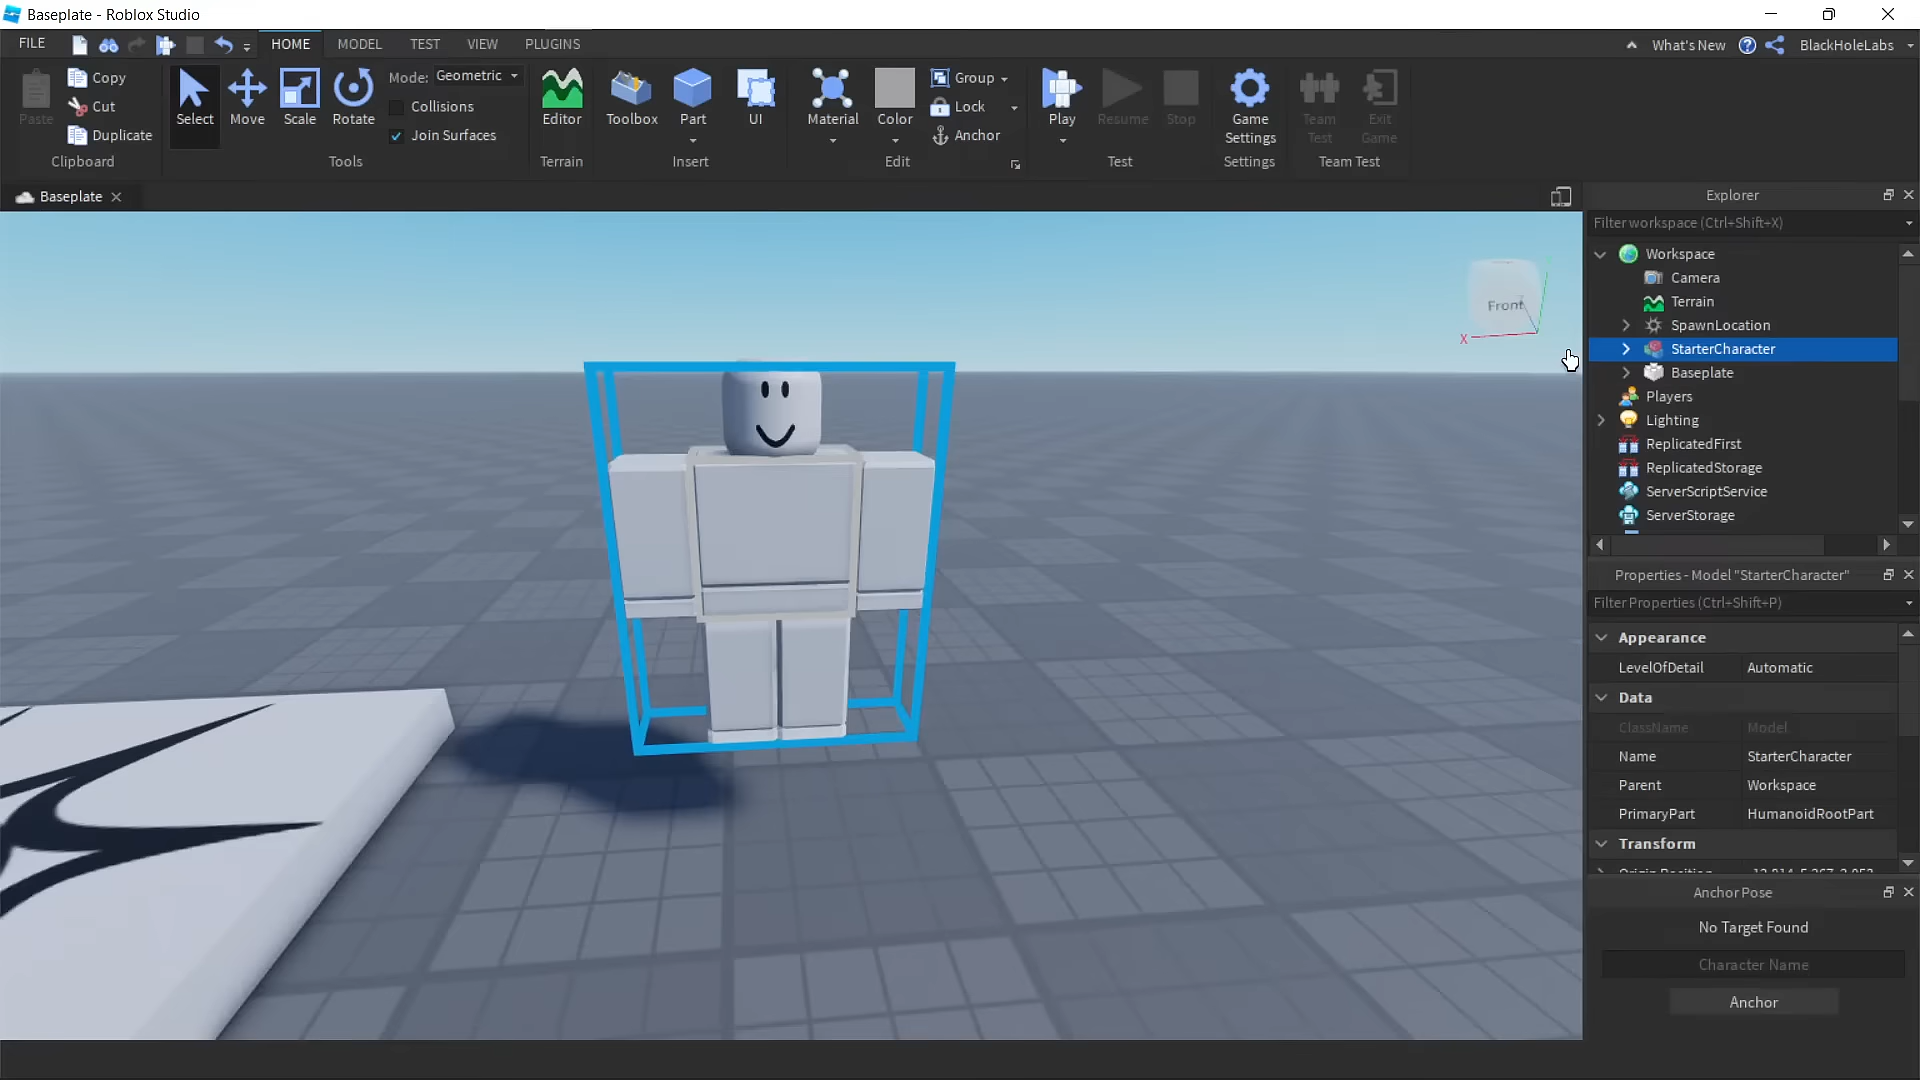 Baseplate - Roblox Studio
FILE HOME MODEL TEST VIEW PLUGINS What's New BlackHoleLabs
Paste Copy Cut Duplicate Clipboard
Select Move Scale Rotate Mode: Geometric Collisions Join Surfaces Tools
Editor Terrain
Toolbox Part UI Insert
Material Color Group Lock Anchor Edit
Play Resume Stop Test
Game Settings Settings
Team Test Exit Game Team Test
Baseplate
Front
X
Explorer
Filter workspace (Ctrl+Shift+X)
Workspace
Camera
Terrain
SpawnLocation
StarterCharacter
Baseplate
Players
Lighting
ReplicatedFirst
ReplicatedStorage
ServerScriptService
ServerStorage
Properties - Model "StarterCharacter"
Filter Properties (Ctrl+Shift+P)
Appearance
LevelOfDetail Automatic
Data
ClassName Model
Name StarterCharacter
Parent Workspace
PrimaryPart HumanoidRootPart
Transform
Anchor Pose
No Target Found
Character Name
Anchor